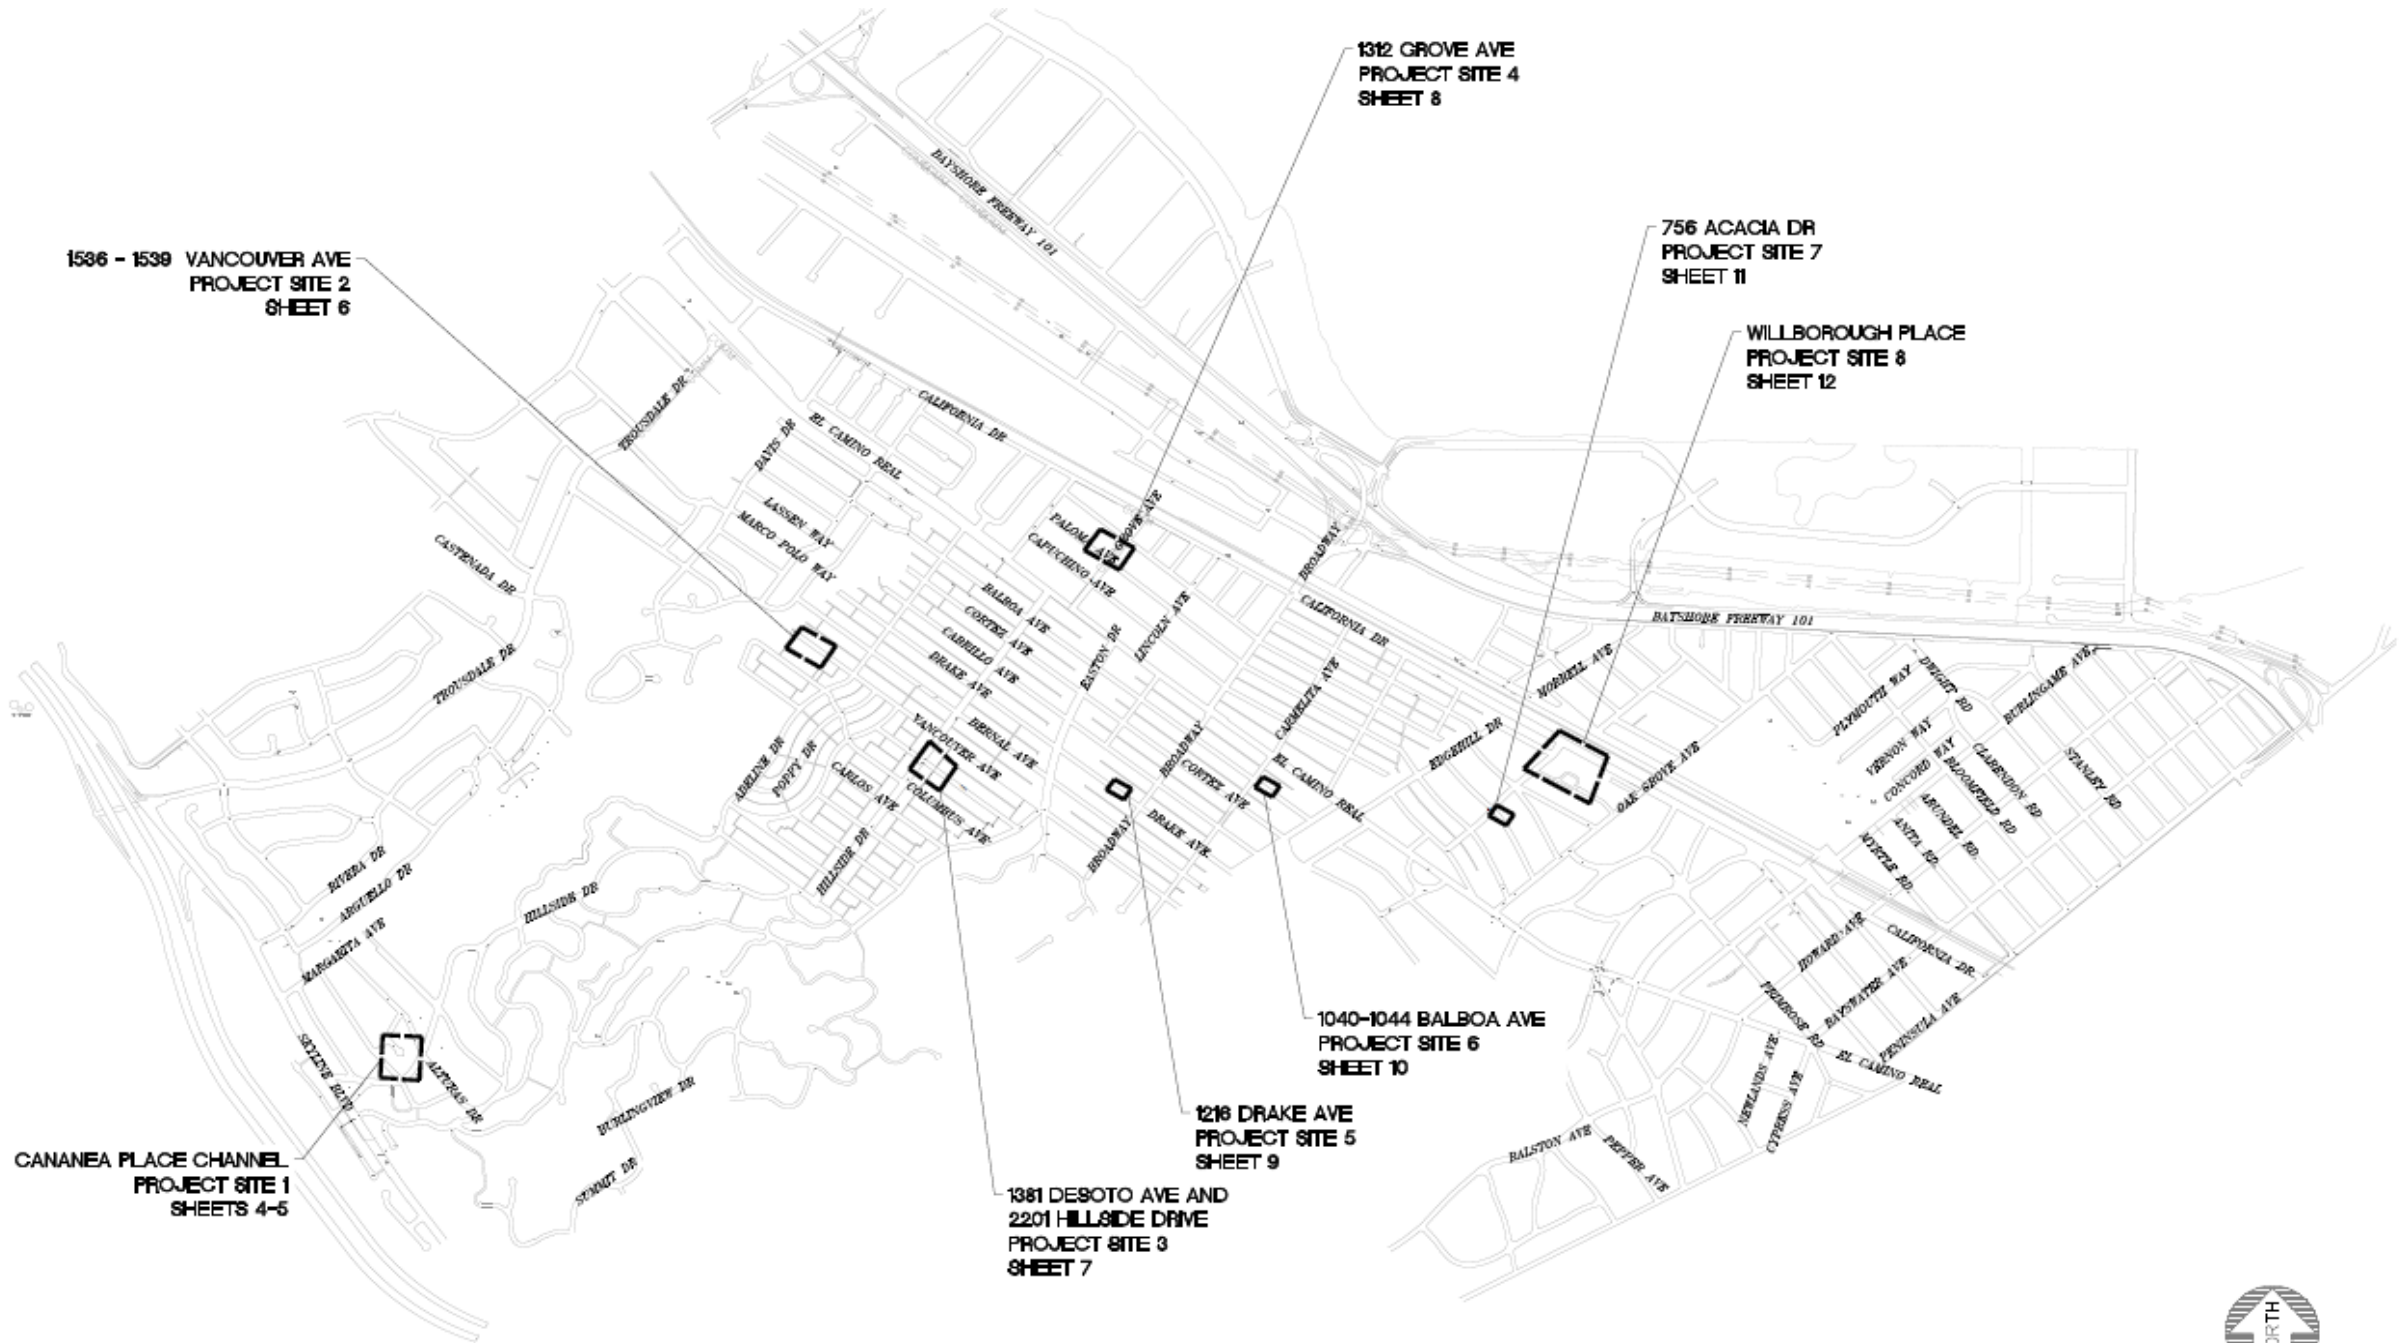 1312 GROVE AVE
PROJECT SITE 4
SHEET 8
1536 - 1539 VANCOUVER AVE
PROJECT SITE 2
SHEET 6
756 ACACIA DR
PROJECT SITE 7
SHEET 11
WILLBOROUGH PLACE
PROJECT SITE 8
SHEET 12
BAYSHORE FREEWAY 101
TROUSDALE DR
DAVIS DR
EL CAMINO REAL
CALIFORNIA DR
LASSEN WAY
MARCO POLO WAY
CASTENADA DR
TROUSDALE DR
PALOMA AVE
GROVE AVE
CAPUCHINO AVE
BROADWAY
BALBOA AVE
CORTEZ AVE
CABRILLO AVE
DRAKE AVE
EASTON DR
LINCOLN AVE
CALIFORNIA DR
BAYSHORE FREEWAY 101
MORRELL AVE
CARMELITA AVE
PLYMOUTH WAY
DWIGHT RD
BURLINGAME AVE
VERNON WAY
CONCORD WAY
CLARENDON RD
BLOOMFIELD RD
STANLEY RD
ARUNDEL RD.
ANITA RD.
MYRTLE RD.
ADELINE DR
POPPY DR
VANCOUVER AVE
BERNAL AVE
CARLOS AVE
COLUMBUS AVE
HILLSIDE DR
BROADWAY
CORTEZ AVE
EL CAMINO REAL
EDGEHILL DR
OAK GROVE AVE
BROADWAY
DRAKE AVE.
RIVERA DR
ARGUELLO DR
MARGARITA AVE
HILLSIDE DR
SKYLINE BLVD
ALTURAS DR
BURLINGVIEW DR
SUMMIT DR
HOWARD AVE
CALIFORNIA DR.
PRIMROSE RD
BAYSWATER AVE
PENINSULA AVE
EL CAMINO REAL
NEWLANDS AVE
CYPRESS AVE
RALSTON AVE
PEPPER AVE
1040-1044 BALBOA AVE
PROJECT SITE 6
SHEET 10
1216 DRAKE AVE
PROJECT SITE 5
SHEET 9
CANANEA PLACE CHANNEL
PROJECT SITE 1
SHEETS 4-5
1381 DESOTO AVE AND
2201 HILLSIDE DRIVE
PROJECT SITE 3
SHEET 7